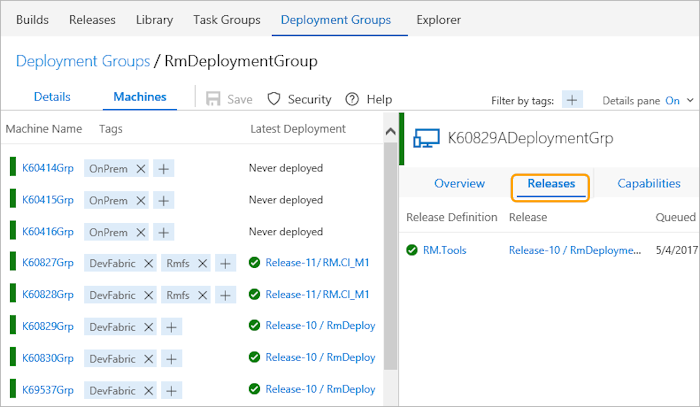 Builds Releases Library Task Groups Deployment Groups Explorer
Deployment Groups / RmDeploymentGroup
Details Machines Save Security Help Filter by tags: + Details pane On
Machine Name Tags Latest Deployment
K60414Grp OnPrem × + Never deployed
K60415Grp OnPrem × + Never deployed
K60416Grp OnPrem × + Never deployed
K60827Grp DevFabric × Rmfs × + Release-11/ RM.CI_M1
K60828Grp DevFabric × Rmfs × + Release-11/ RM.CI_M1
K60829Grp DevFabric × + Release-10 / RmDeploy
K60830Grp DevFabric × + Release-10 / RmDeploy
K69537Grp DevFabric × + Release-10 / RmDeploy
K60829ADeploymentGrp
Overview Releases Capabilities
Release Definition Release Queued
RM.Tools Release-10 / RmDeployme... 5/4/2017